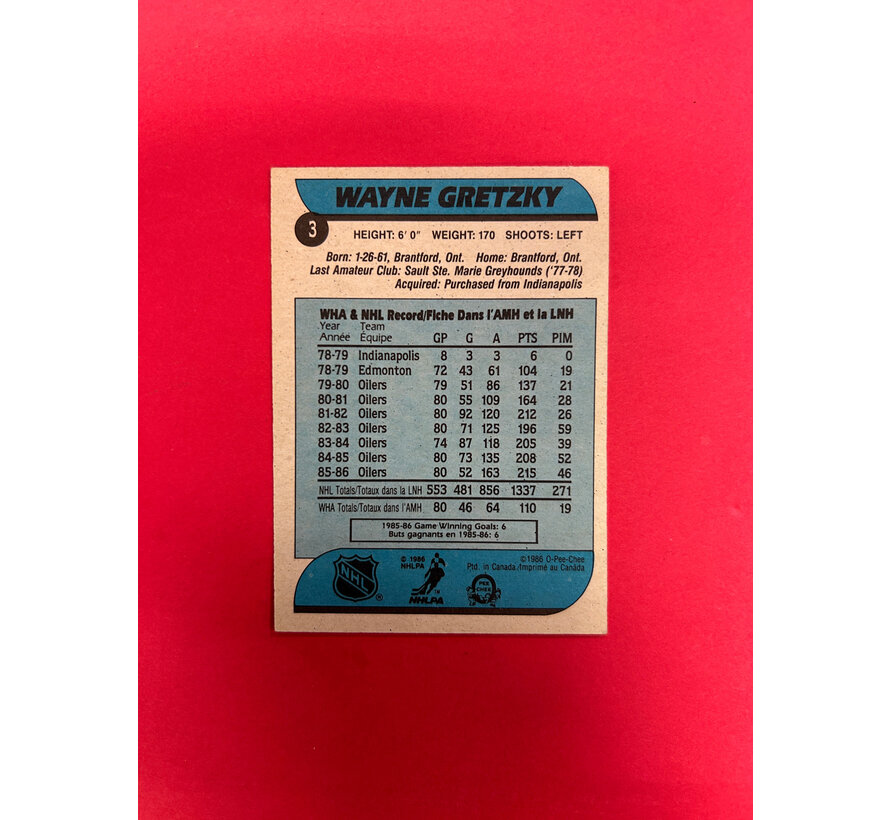 WAYNE GRETZKY
3
HEIGHT: 6' 0" WEIGHT: 170 SHOOTS: LEFT
Born: 1-26-61, Brantford, Ont. Home: Brantford, Ont.
Last Amateur Club: Sault Ste. Marie Greyhounds ('77-78)
Acquired: Purchased from Indianapolis
WHA & NHL Record/Fiche Dans l'AMH et la LNH
Year Team
Année Équipe GP G A PTS PIM
78-79 Indianapolis 8 3 3 6 0
78-79 Edmonton 72 43 61 104 19
79-80 Oilers 79 51 86 137 21
80-81 Oilers 80 55 109 164 28
81-82 Oilers 80 92 120 212 26
82-83 Oilers 80 71 125 196 59
83-84 Oilers 74 87 118 205 39
84-85 Oilers 80 73 135 208 52
85-86 Oilers 80 52 163 215 46
NHL Totals/Totaux dans la LNH 553 481 856 1337 271
WHA Totals/Totaux dans l'AMH 80 46 64 110 19
1985-86 Game Winning Goals: 6
Buts gagnants en 1985-86: 6
NHL ®
© 1986
NHLPA
TM
NHLPA
©1986 O-Pee-Chee
Ptd. in Canada/Imprimé au Canada
O
PEE
CHEE